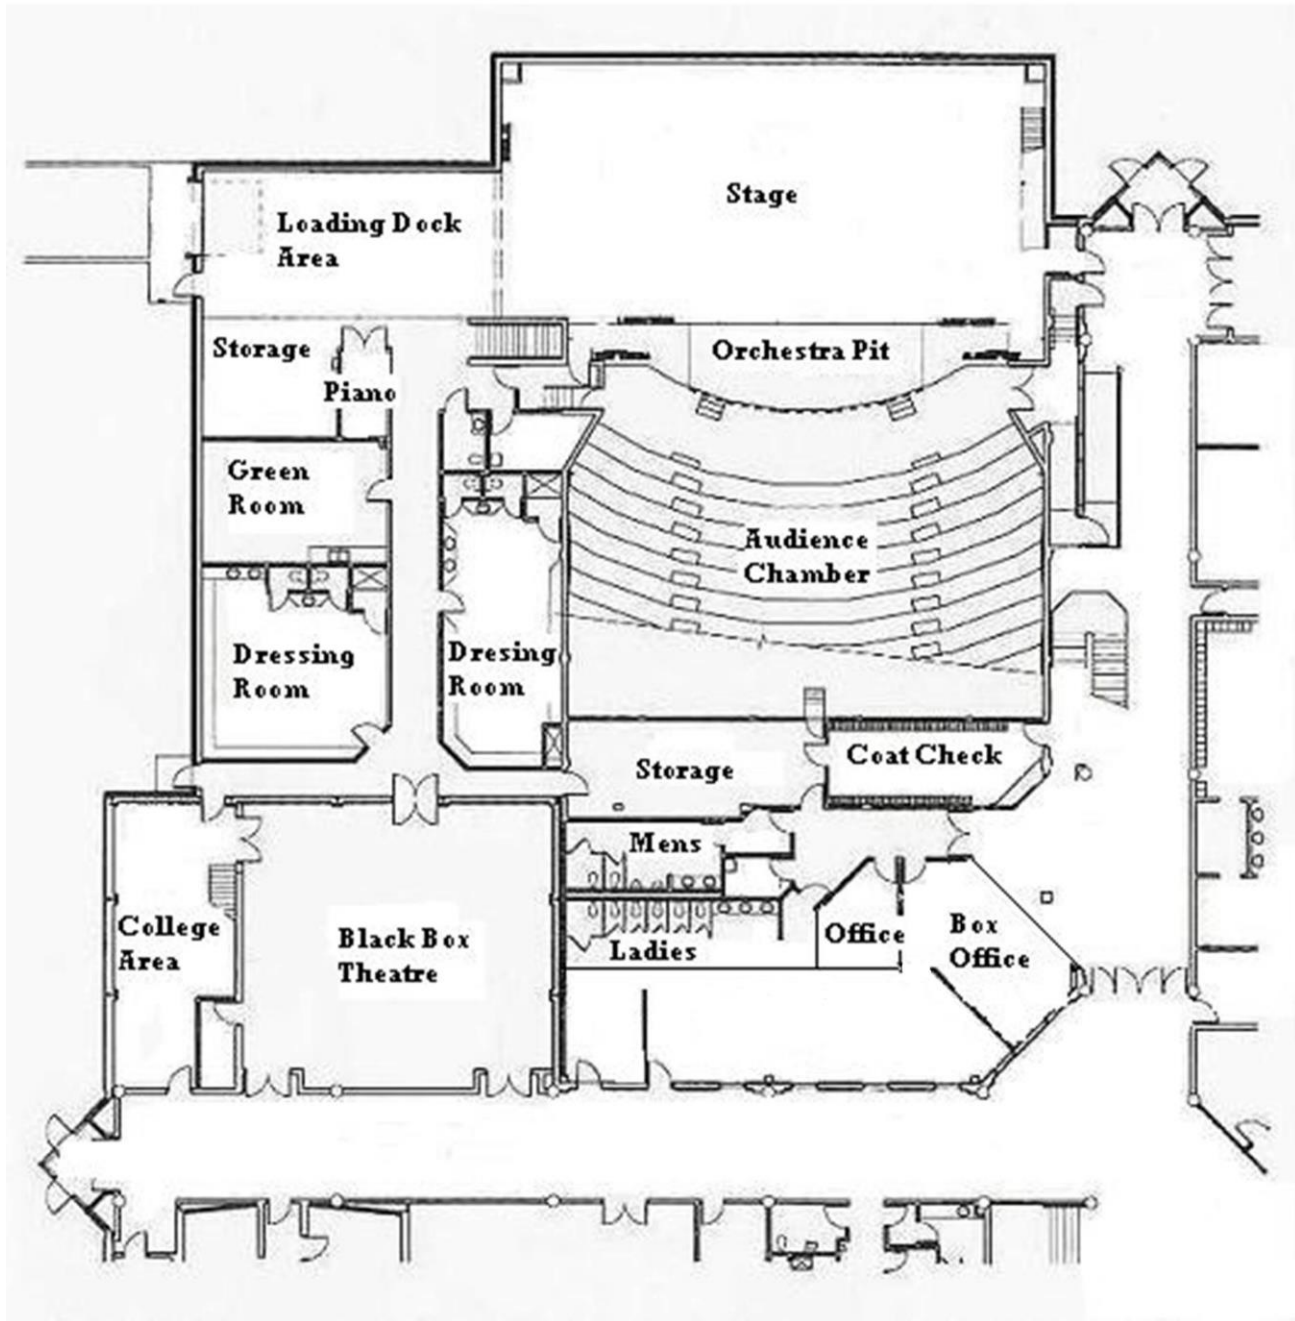 Stage
Loading Dock
Area
Storage
Piano
Orchestra Pit
Green
Room
Audience
Chamber
Dressing
Room
Dresing
Room
Storage
Coat Check
Mens
College
Area
Black Box
Theatre
Ladies
Office
Box
Office